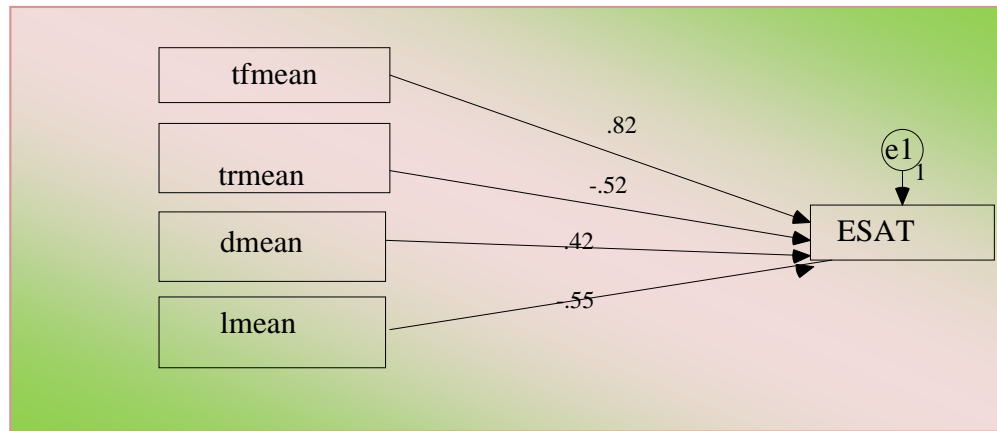 tfmean
.82
e1
1
trmean
-.52
ESAT
dmean
.42
lmean
-.55